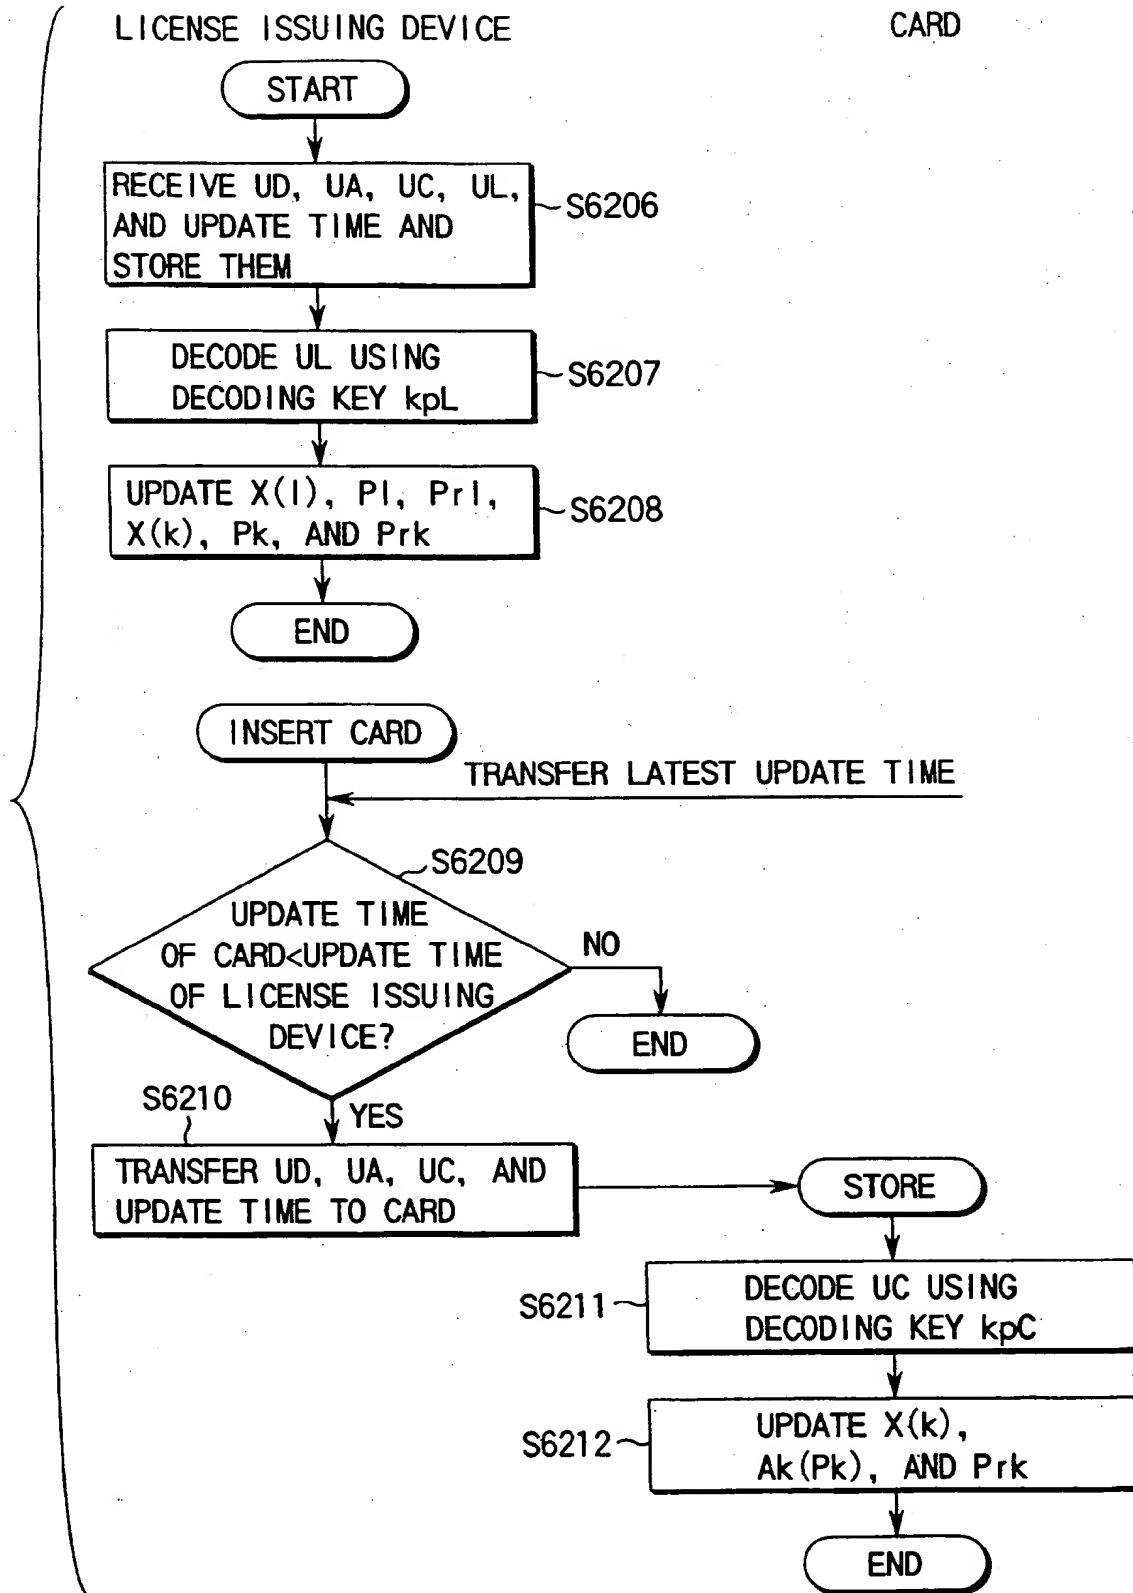 LICENSE ISSUING DEVICE
CARD
START
RECEIVE UD, UA, UC, UL,
AND UPDATE TIME AND
STORE THEM
S6206
DECODE UL USING
DECODING KEY kpL
S6207
UPDATE X(l), Pl, Prl,
X(k), Pk, AND Prk
S6208
END
INSERT CARD
TRANSFER LATEST UPDATE TIME
S6209
UPDATE TIME
OF CARD<UPDATE TIME
OF LICENSE ISSUING
DEVICE?
NO
END
S6210
YES
TRANSFER UD, UA, UC, AND
UPDATE TIME TO CARD
STORE
DECODE UC USING
DECODING KEY kpC
S6211
UPDATE X(k),
Ak(Pk), AND Prk
S6212
END